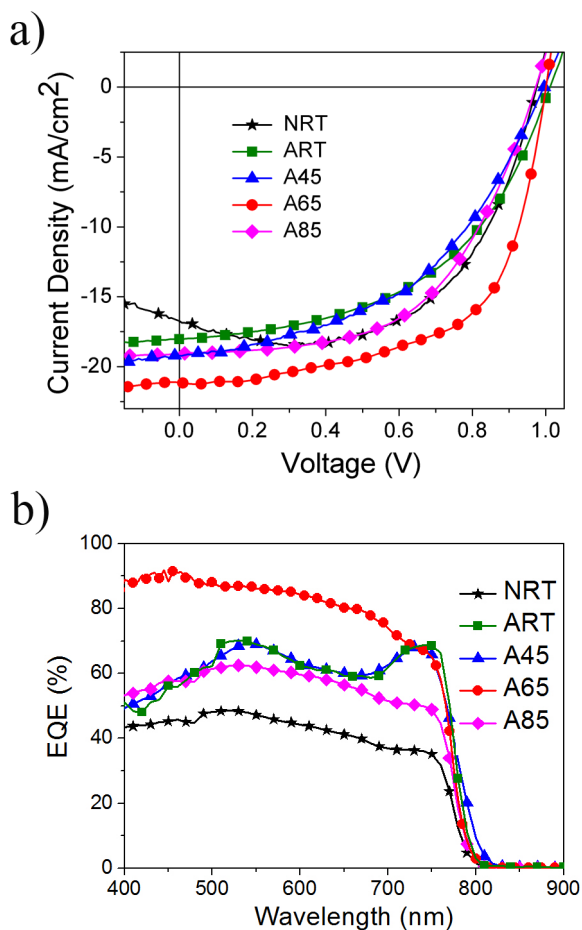 a)
0
-5
-10
-15
-20
-25
Current Density (mA/cm²)
NRT
ART
A45
A65
A85
0.0 0.2 0.4 0.6 0.8 1.0
Voltage (V)
b)
100
80
60
40
20
0
EQE (%)
NRT
ART
A45
A65
A85
400 500 600 700 800 900
Wavelength (nm)